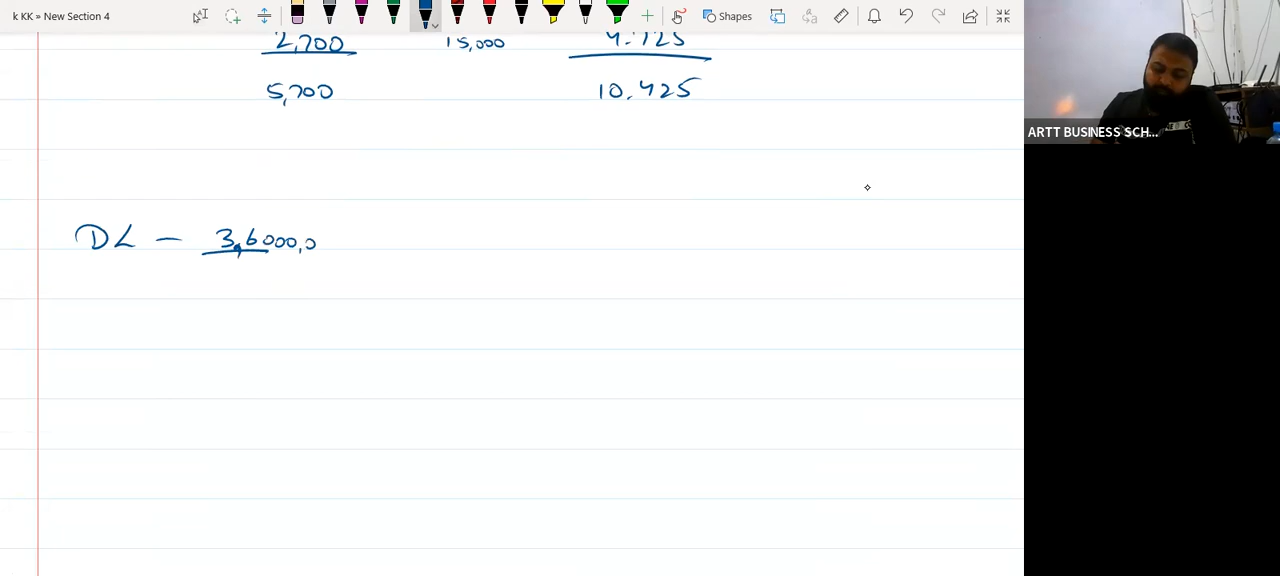 k KK » New Section 4
Shapes
2,700 15,000 4.725
5,700 10.425
DL — 3,6000,0
ARTT BUSINESS SCH...